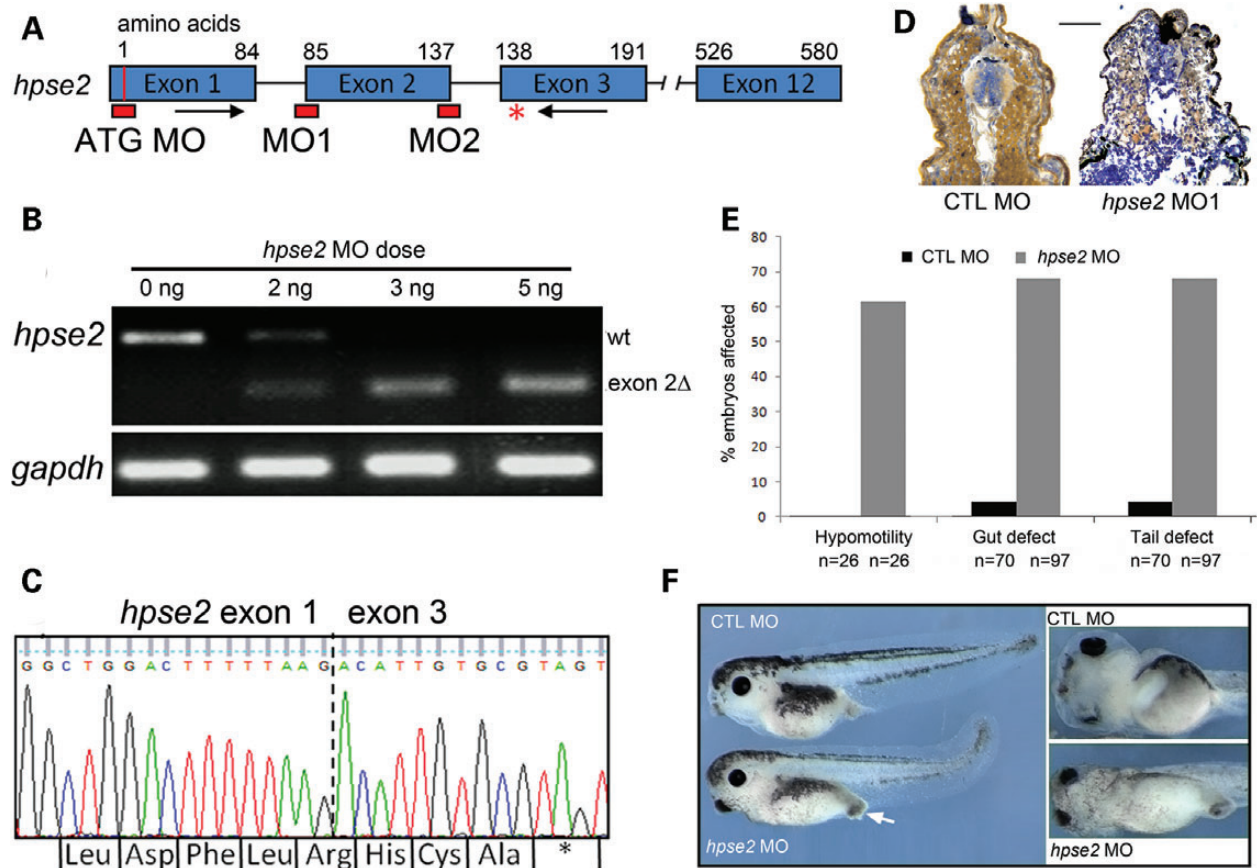 A
amino acids
1 84 85 137 138 191 526 580
hpse2 Exon 1 Exon 2 Exon 3 Exon 12
*
ATG MO MO1 MO2
B
hpse2 MO dose
0 ng 2 ng 3 ng 5 ng
hpse2 wt
exon 2Δ
gapdh
C
hpse2 exon 1 exon 3
G G C T G G A C T T T T T A A G A C A T T G T G C G T A G T
Leu Asp Phe Leu Arg His Cys Ala *
D
CTL MO hpse2 MO1
E
CTL MO hpse2 MO
% embryos affected
80
70
60
50
40
30
20
10
0
Hypomotility Gut defect Tail defect
n=26 n=26 n=70 n=97 n=70 n=97
F
CTL MO
hpse2 MO
CTL MO
hpse2 MO